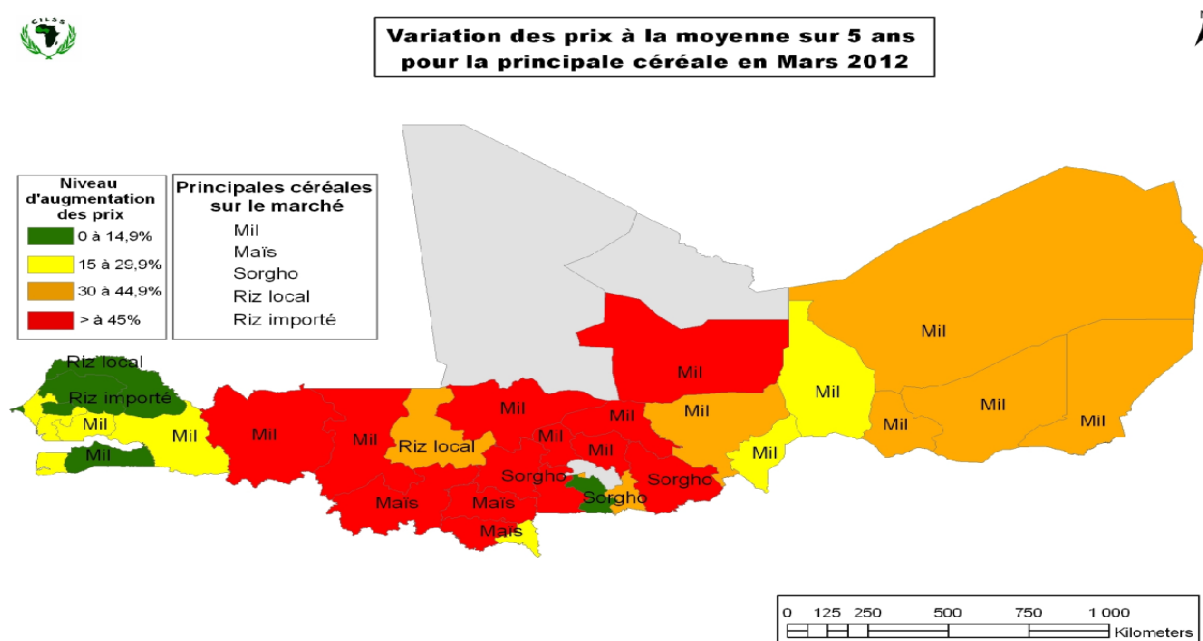 CILSS
Variation des prix à la moyenne sur 5 ans
pour la principale céréale en Mars 2012
Niveau
d'augmentation
des prix
0 à 14,9%
15 à 29,9%
30 à 44,9%
> à 45%
Principales céréales
sur le marché
Mil
Maïs
Sorgho
Riz local
Riz importé
Riz local
Riz importé
Mil
Mil
Mil
Mil
Mil
Riz local
Mil
Mil
Mil
Mil
Mil
Mil
Mil
Mil
Mil
Mil
Mil
Mil
Sorgho
Sorgho
Sorgho
Maïs
Maïs
Maïs
0 125 250 500 750 1 000
Kilometers